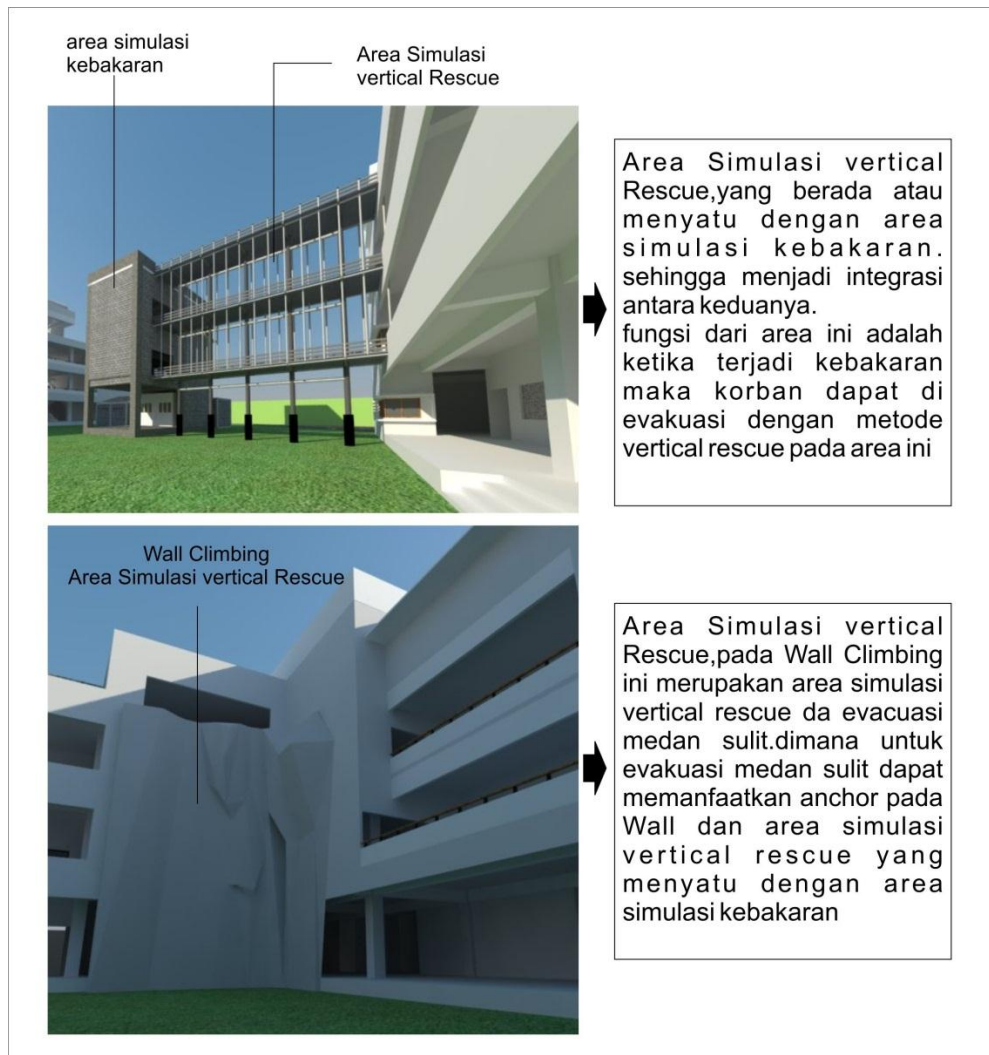 area simulasi
kebakaran
Area Simulasi
vertical Rescue
Area Simulasi vertical
Rescue,yang berada atau
menyatu dengan area
simulasi kebakaran.
sehingga menjadi integrasi
antara keduanya.
fungsi dari area ini adalah
ketika terjadi kebakaran
maka korban dapat di
evakuasi dengan metode
vertical rescue pada area ini
Wall Climbing
Area Simulasi vertical Rescue
Area Simulasi vertical
Rescue,pada Wall Climbing
ini merupakan area simulasi
vertical rescue da evacuasi
medan sulit.dimana untuk
evakuasi medan sulit dapat
memanfaatkan anchor pada
Wall dan area simulasi
vertical rescue yang
menyatu dengan area
simulasi kebakaran